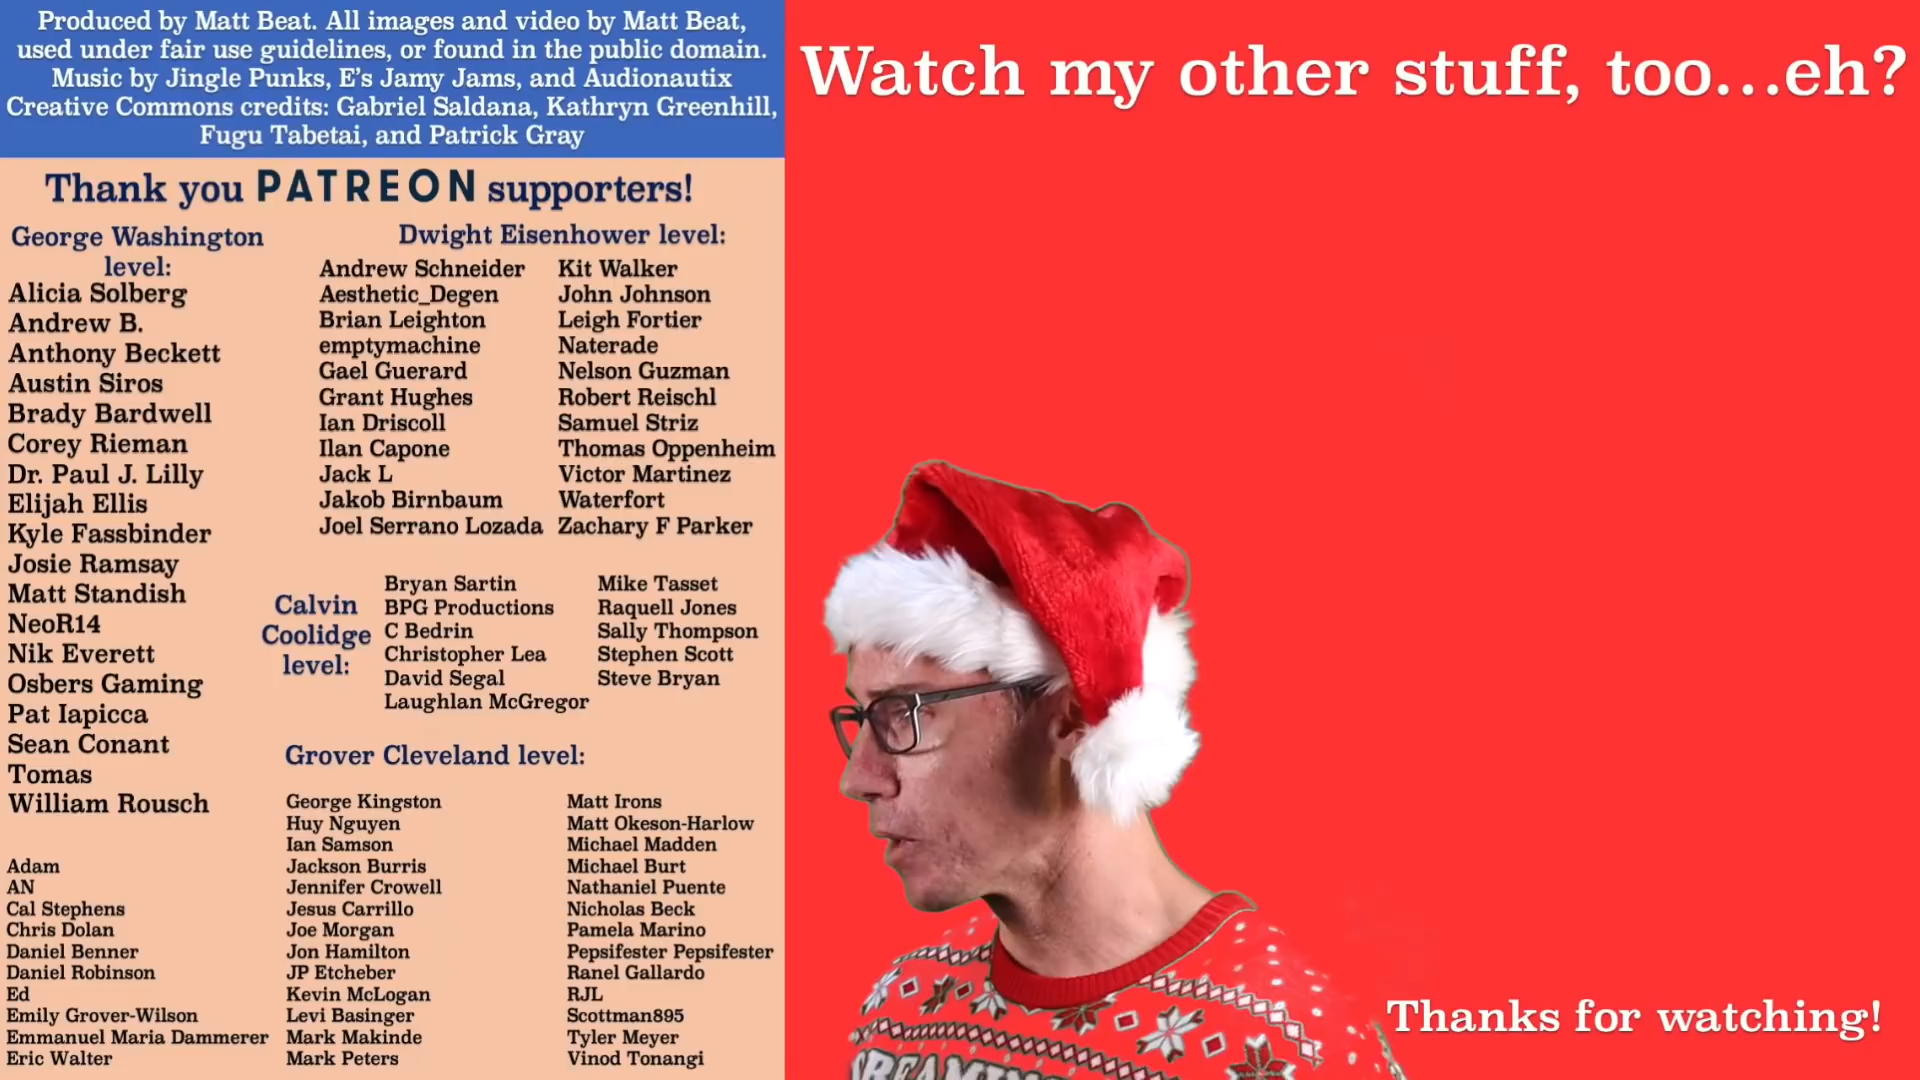 Produced by Matt Beat. All images and video by Matt Beat,
used under fair use guidelines, or found in the public domain.
Music by Jingle Punks, E's Jamy Jams, and Audionautix
Creative Commons credits: Gabriel Saldana, Kathryn Greenhill,
Fugu Tabetai, and Patrick Gray
Thank you PATREON supporters!
George Washington
level:
Alicia Solberg
Andrew B.
Anthony Beckett
Austin Siros
Brady Bardwell
Corey Rieman
Dr. Paul J. Lilly
Elijah Ellis
Kyle Fassbinder
Josie Ramsay
Matt Standish
NeoR14
Nik Everett
Osbers Gaming
Pat Iapicca
Sean Conant
Tomas
William Rousch
Dwight Eisenhower level:
Andrew Schneider
Aesthetic_Degen
Brian Leighton
emptymachine
Gael Guerard
Grant Hughes
Ian Driscoll
Ilan Capone
Jack L
Jakob Birnbaum
Joel Serrano Lozada
Kit Walker
John Johnson
Leigh Fortier
Naterade
Nelson Guzman
Robert Reischl
Samuel Striz
Thomas Oppenheim
Victor Martinez
Waterfort
Zachary F Parker
Calvin
Coolidge
level:
Bryan Sartin
BPG Productions
C Bedrin
Christopher Lea
David Segal
Laughlan McGregor
Mike Tasset
Raquell Jones
Sally Thompson
Stephen Scott
Steve Bryan
Grover Cleveland level:
Adam
AN
Cal Stephens
Chris Dolan
Daniel Benner
Daniel Robinson
Ed
Emily Grover-Wilson
Emmanuel Maria Dammerer
Eric Walter
George Kingston
Huy Nguyen
Ian Samson
Jackson Burris
Jennifer Crowell
Jesus Carrillo
Joe Morgan
Jon Hamilton
JP Etcheber
Kevin McLogan
Levi Basinger
Mark Makinde
Mark Peters
Matt Irons
Matt Okeson-Harlow
Michael Madden
Michael Burt
Nathaniel Puente
Nicholas Beck
Pamela Marino
Pepsifester Pepsifester
Ranel Gallardo
RJL
Scottman895
Tyler Meyer
Vinod Tonangi
Watch my other stuff, too...eh?
Thanks for watching!